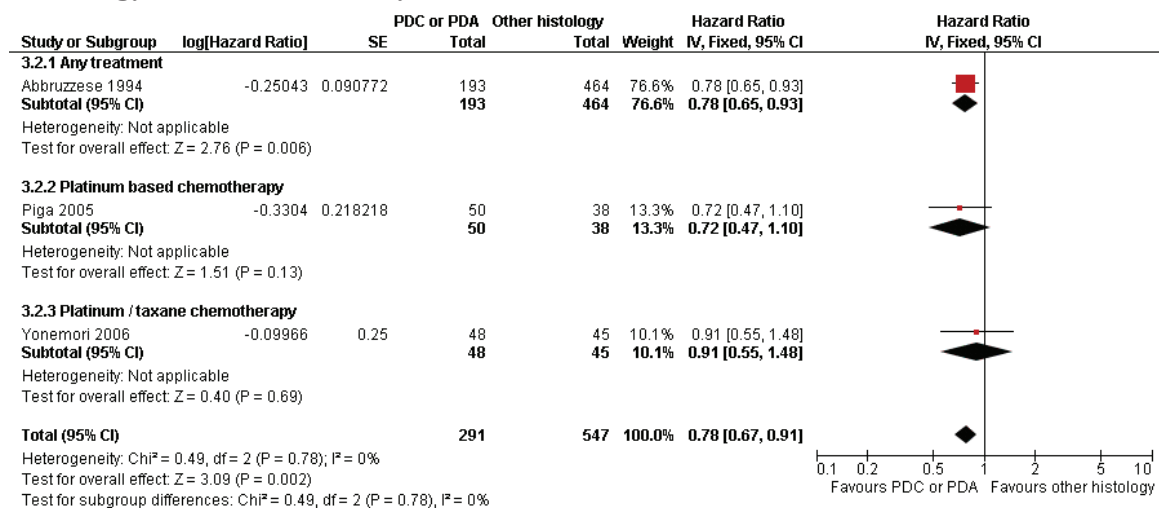 PDC or PDA Other histology Hazard Ratio Hazard Ratio
Study or Subgroup log[Hazard Ratio] SE Total Total Weight IV, Fixed, 95% CI IV, Fixed, 95% CI
3.2.1 Any treatment
Abbruzzese 1994 -0.25043 0.090772 193 464 76.6% 0.78 [0.65, 0.93]
Subtotal (95% CI) 193 464 76.6% 0.78 [0.65, 0.93]
Heterogeneity: Not applicable
Test for overall effect: Z = 2.76 (P = 0.006)
3.2.2 Platinum based chemotherapy
Piga 2005 -0.3304 0.218218 50 38 13.3% 0.72 [0.47, 1.10]
Subtotal (95% CI) 50 38 13.3% 0.72 [0.47, 1.10]
Heterogeneity: Not applicable
Test for overall effect: Z = 1.51 (P = 0.13)
3.2.3 Platinum / taxane chemotherapy
Yonemori 2006 -0.09966 0.25 48 45 10.1% 0.91 [0.55, 1.48]
Subtotal (95% CI) 48 45 10.1% 0.91 [0.55, 1.48]
Heterogeneity: Not applicable
Test for overall effect: Z = 0.40 (P = 0.69)
Total (95% CI) 291 547 100.0% 0.78 [0.67, 0.91]
Heterogeneity: Chi² = 0.49, df = 2 (P = 0.78); I² = 0%
Test for overall effect: Z = 3.09 (P = 0.002)
Test for subgroup differences: Chi² = 0.49, df = 2 (P = 0.78), I² = 0%
0.1 0.2 0.5 1 2 5 10
Favours PDC or PDA Favours other histology